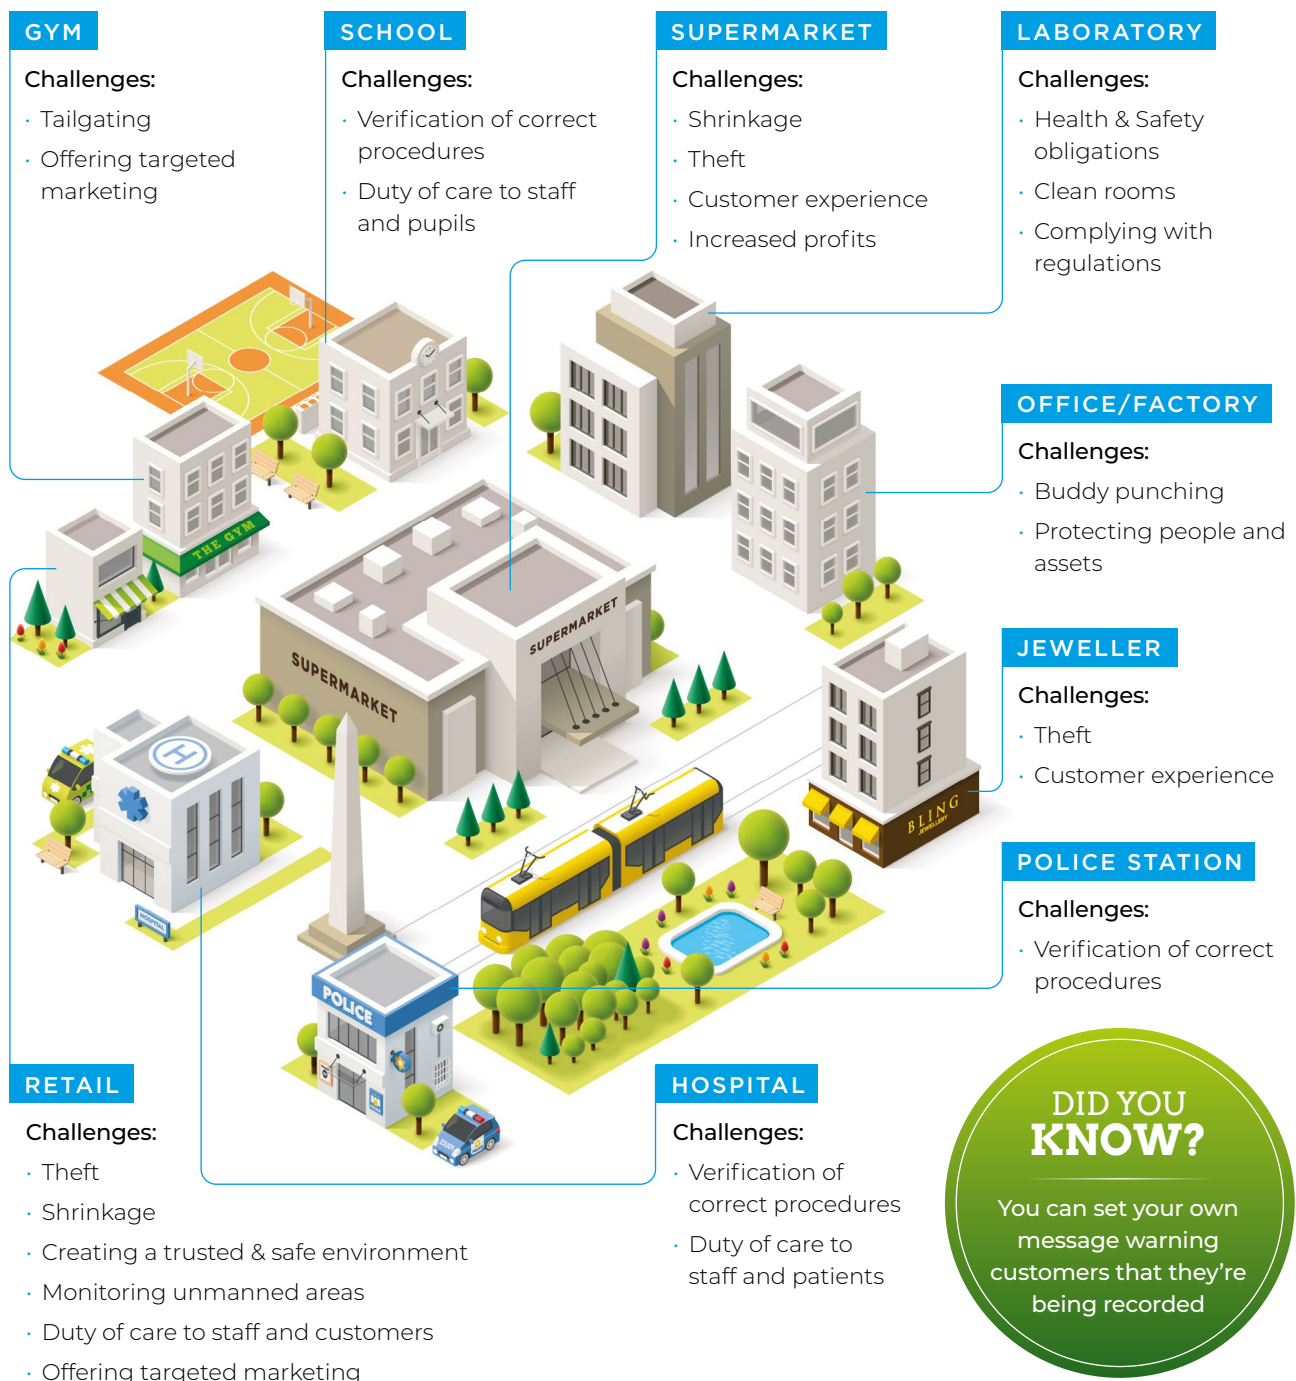 GYM
Challenges:
· Tailgating
· Offering targeted
marketing
SCHOOL
Challenges:
· Verification of correct
procedures
· Duty of care to staff
and pupils
SUPERMARKET
Challenges:
· Shrinkage
· Theft
· Customer experience
· Increased profits
LABORATORY
Challenges:
· Health & Safety
obligations
· Clean rooms
· Complying with
regulations
OFFICE/FACTORY
Challenges:
· Buddy punching
· Protecting people and
assets
JEWELLER
Challenges:
· Theft
· Customer experience
POLICE STATION
Challenges:
· Verification of correct
procedures
THE GYM
SUPERMARKET
SUPERMARKET
BLING
JEWELLERY
HOSPITAL
H
POLICE
RETAIL
Challenges:
· Theft
· Shrinkage
· Creating a trusted & safe environment
· Monitoring unmanned areas
· Duty of care to staff and customers
· Offering targeted marketing
HOSPITAL
Challenges:
· Verification of
correct procedures
· Duty of care to
staff and patients
DID YOU
KNOW?
You can set your own
message warning
customers that they're
being recorded